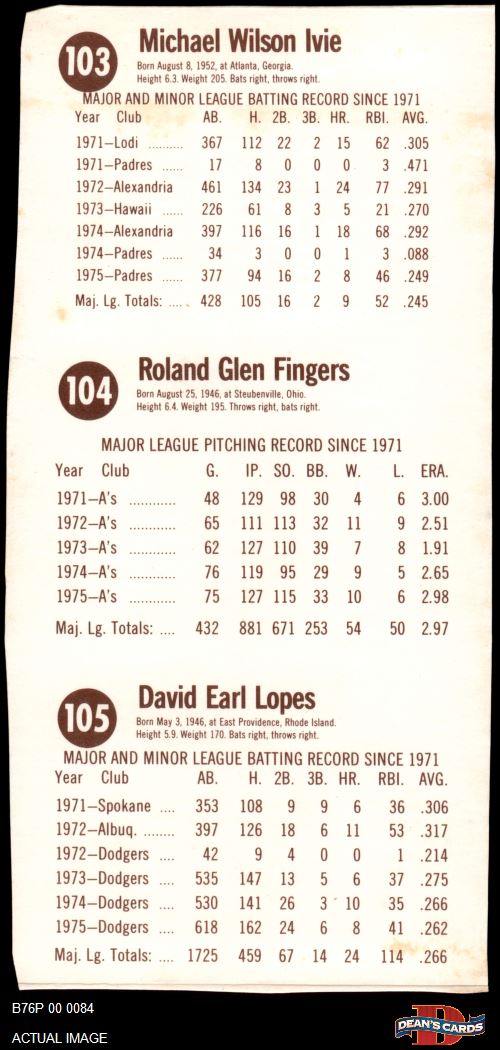 103 Michael Wilson Ivie
Born August 8, 1952, at Atlanta, Georgia.
Height 6.3. Weight 205. Bats right, throws right.
MAJOR AND MINOR LEAGUE BATTING RECORD SINCE 1971
Year Club AB. H. 2B. 3B. HR. RBI. AVG.
1971—Lodi .......... 367 112 22 2 15 62 .305
1971—Padres ...... 17 8 0 0 0 3 .471
1972—Alexandria 461 134 23 1 24 77 .291
1973—Hawaii ...... 226 61 8 3 5 21 .270
1974—Alexandria 397 116 16 1 18 68 .292
1974—Padres ...... 34 3 0 0 1 3 .088
1975—Padres ...... 377 94 16 2 8 46 .249
Maj. Lg. Totals: ..... 428 105 16 2 9 52 .245
104 Roland Glen Fingers
Born August 25, 1946, at Steubenville, Ohio.
Height 6.4. Weight 195. Throws right, bats right.
MAJOR LEAGUE PITCHING RECORD SINCE 1971
Year Club G. IP. SO. BB. W. L. ERA.
1971—A's ............ 48 129 98 30 4 6 3.00
1972—A's ............ 65 111 113 32 11 9 2.51
1973—A's ............ 62 127 110 39 7 8 1.91
1974—A's ............ 76 119 95 29 9 5 2.65
1975—A's ............ 75 127 115 33 10 6 2.98
Maj. Lg. Totals: .... 432 881 671 253 54 50 2.97
105 David Earl Lopes
Born May 3, 1946, at East Providence, Rhode Island.
Height 5.9. Weight 170. Bats right, throws right.
MAJOR AND MINOR LEAGUE BATTING RECORD SINCE 1971
Year Club AB. H. 2B. 3B. HR. RBI. AVG.
1971—Spokane .... 353 108 9 9 6 36 .306
1972—Albuq. ........ 397 126 18 6 11 53 .317
1972—Dodgers .... 42 9 4 0 0 1 .214
1973—Dodgers .... 535 147 13 5 6 37 .275
1974—Dodgers .... 530 141 26 3 10 35 .266
1975—Dodgers .... 618 162 24 6 8 41 .262
Maj. Lg. Totals: .... 1725 459 67 14 24 114 .266
B76P 00 0084
ACTUAL IMAGE
D
DEAN'S CARDS